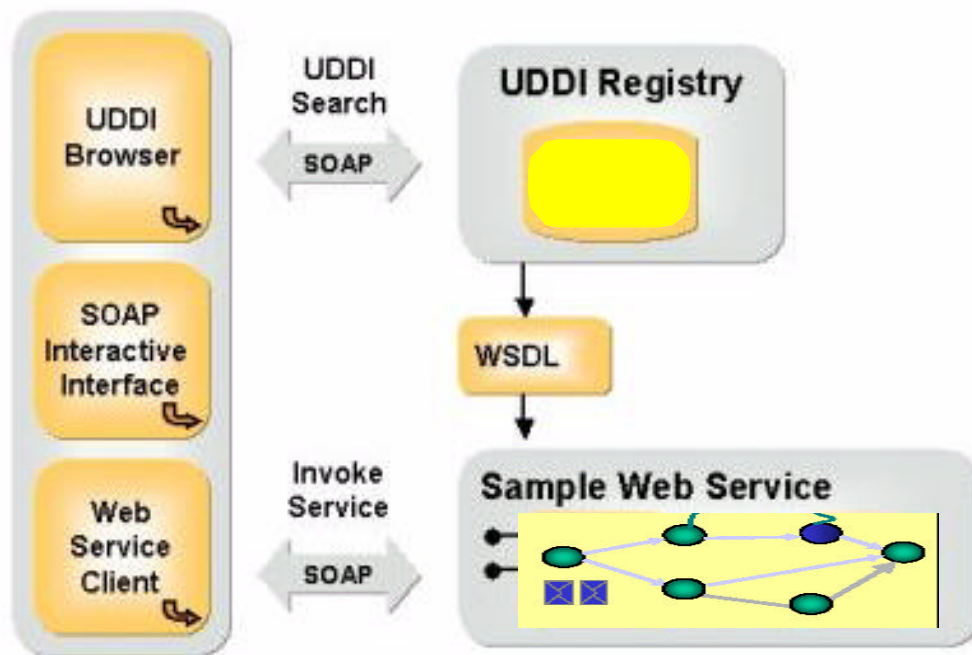 UDDI
Browser
SOAP
Interactive
Interface
Web
Service
Client
UDDI
Search
SOAP
Invoke
Service
SOAP
UDDI Registry
WSDL
Sample Web Service